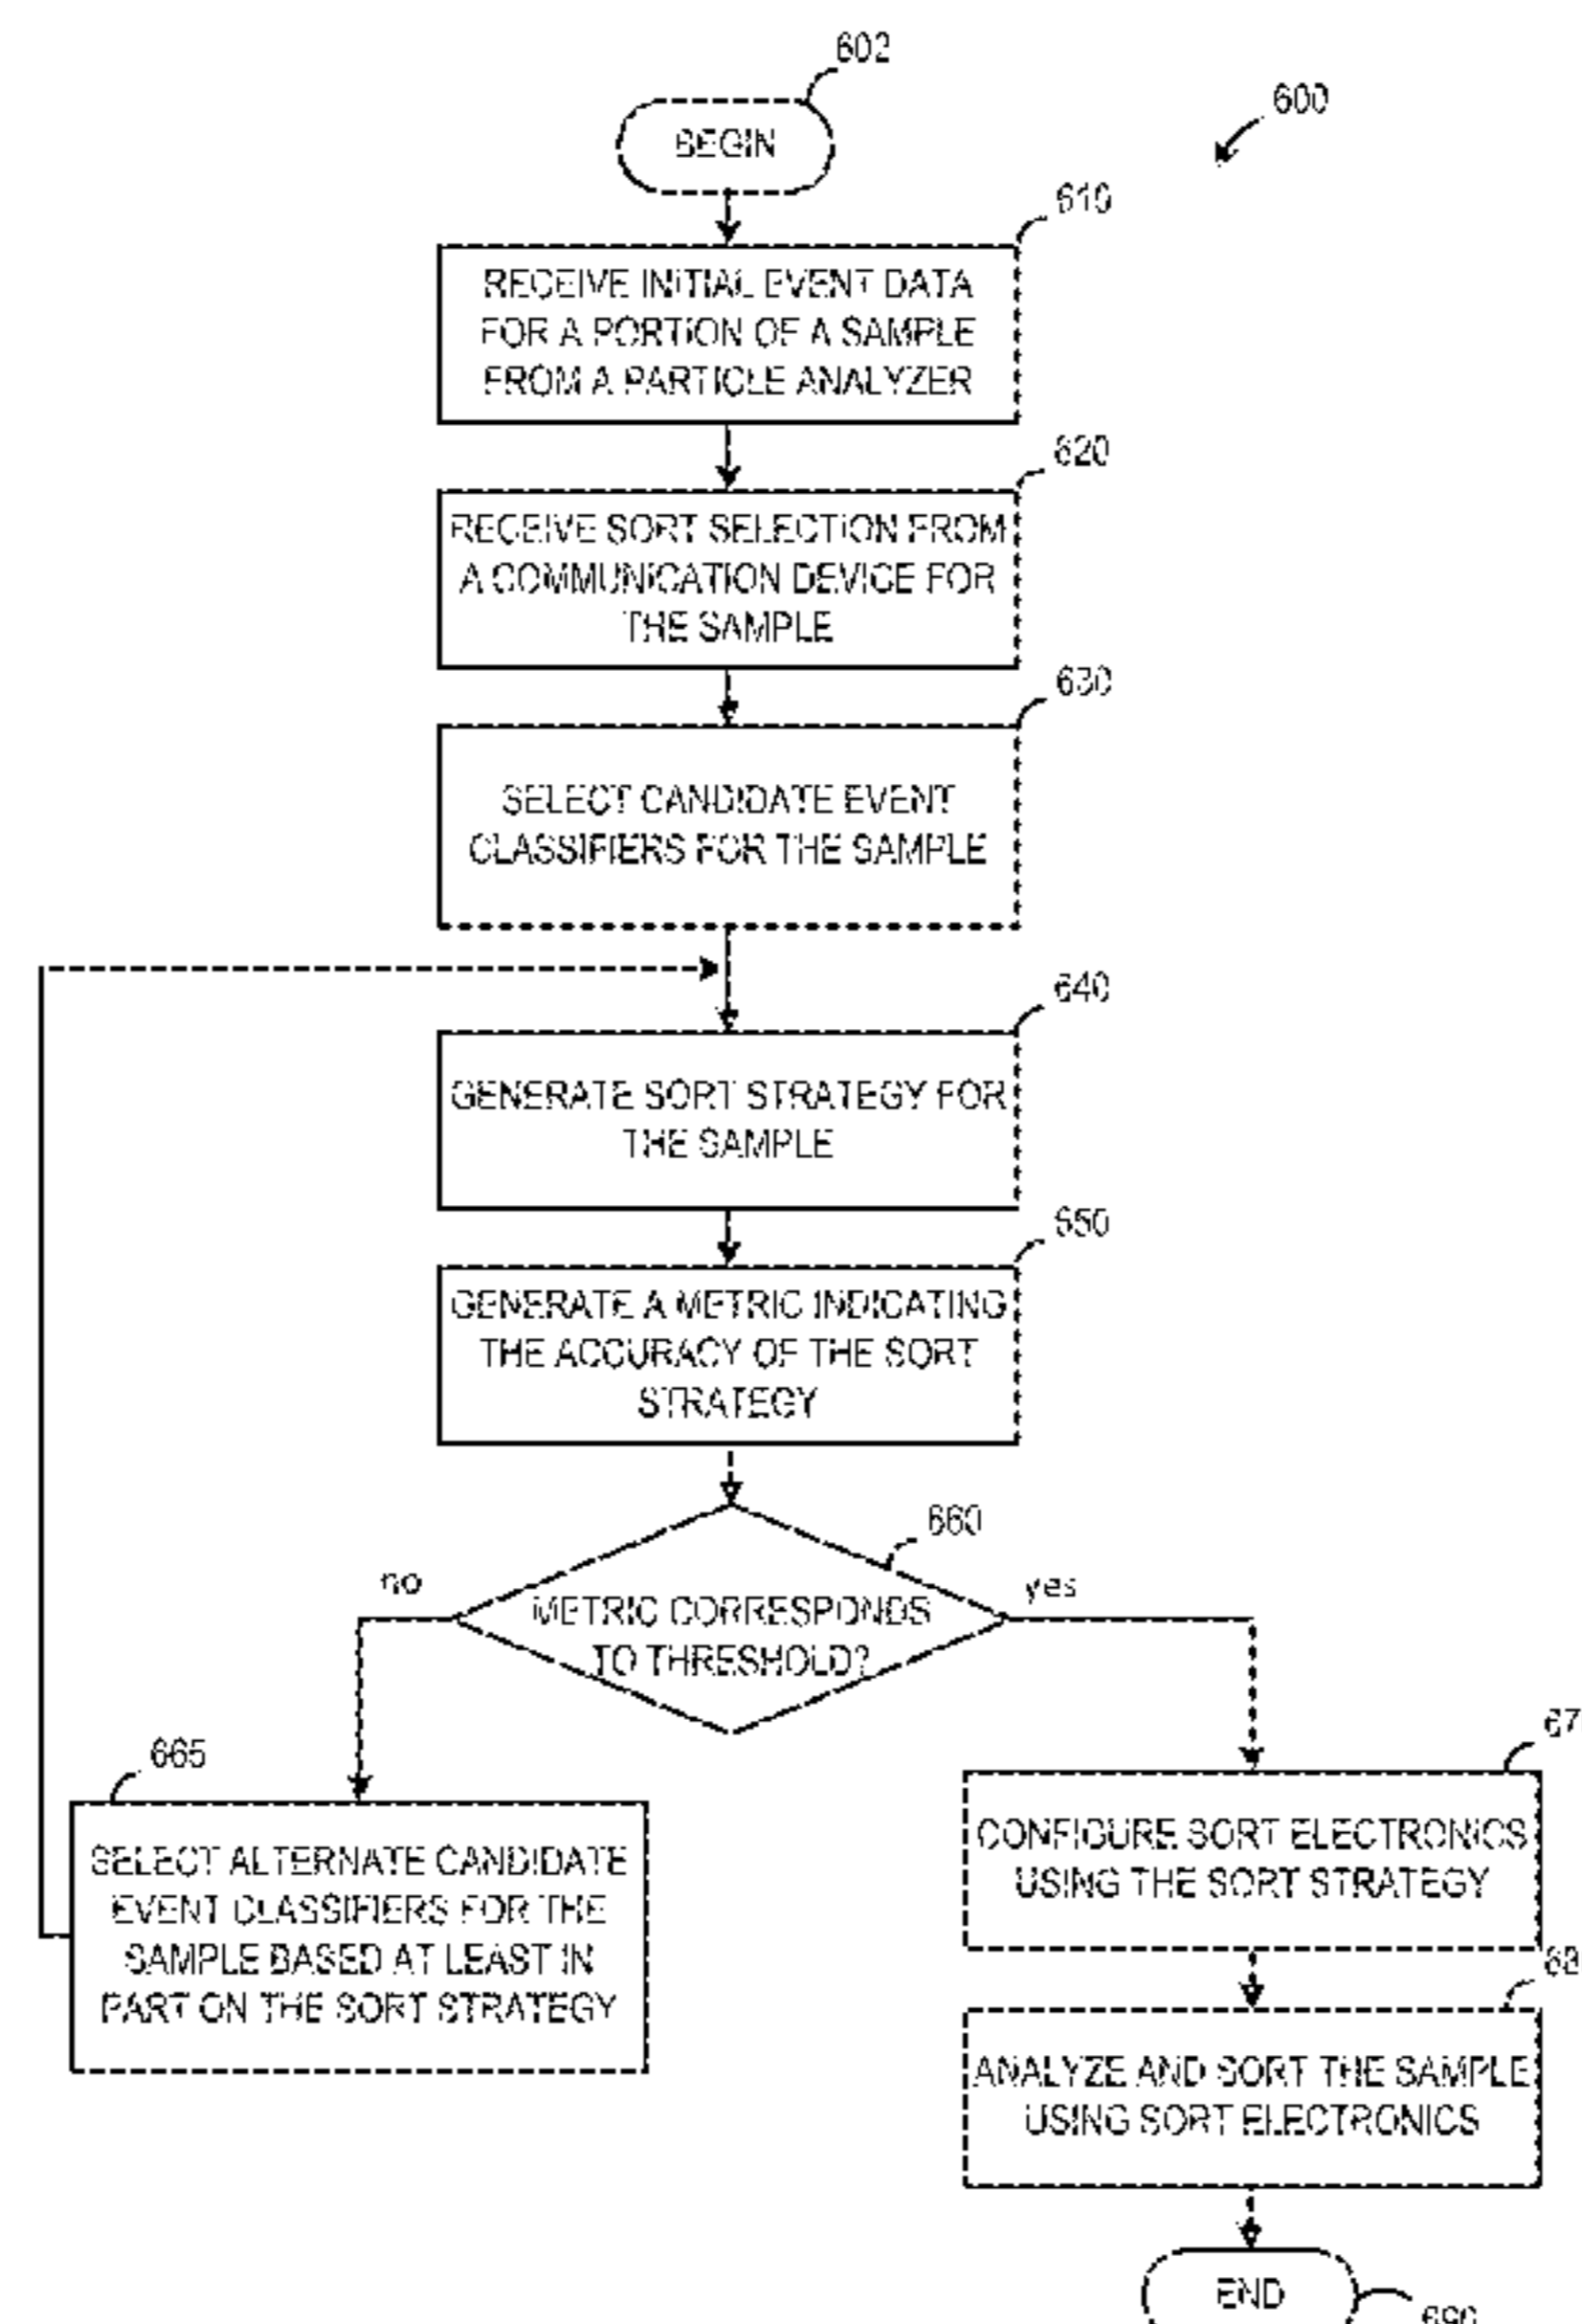 602
600
BEGIN
610
RECEIVE INITIAL EVENT DATA
FOR A PORTION OF A SAMPLE
FROM A PARTICLE ANALYZER
620
RECEIVE SORT SELECTION FROM
A COMMUNICATION DEVICE FOR
THE SAMPLE
630
SELECT CANDIDATE EVENT
CLASSIFIERS FOR THE SAMPLE
640
GENERATE SORT STRATEGY FOR
THE SAMPLE
650
GENERATE A METRIC INDICATING
THE ACCURACY OF THE SORT
STRATEGY
660
no
yes
METRIC CORRESPONDS
TO THRESHOLD?
665
SELECT ALTERNATE CANDIDATE
EVENT CLASSIFIERS FOR THE
SAMPLE BASED AT LEAST IN
PART ON THE SORT STRATEGY
67
CONFIGURE SORT ELECTRONICS
USING THE SORT STRATEGY
68
ANALYZE AND SORT THE SAMPLE
USING SORT ELECTRONICS
END
690